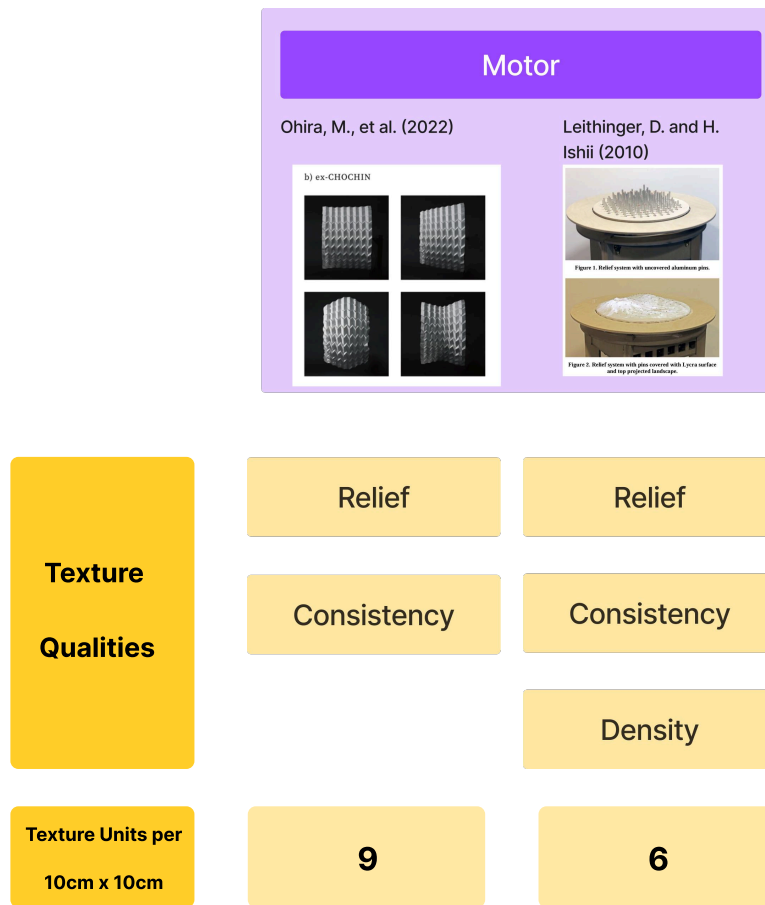 Motor
Ohira, M., et al. (2022)
Leithinger, D. and H.
Ishii (2010)
b) ex-CHOCHIN
Figure 1. Relief system with uncovered aluminum pins.
Figure 2. Relief system with pins covered with Lycra surface
and top projected landscape.
Texture
Qualities
Relief
Relief
Consistency
Consistency
Density
Texture Units per
10cm x 10cm
9
6